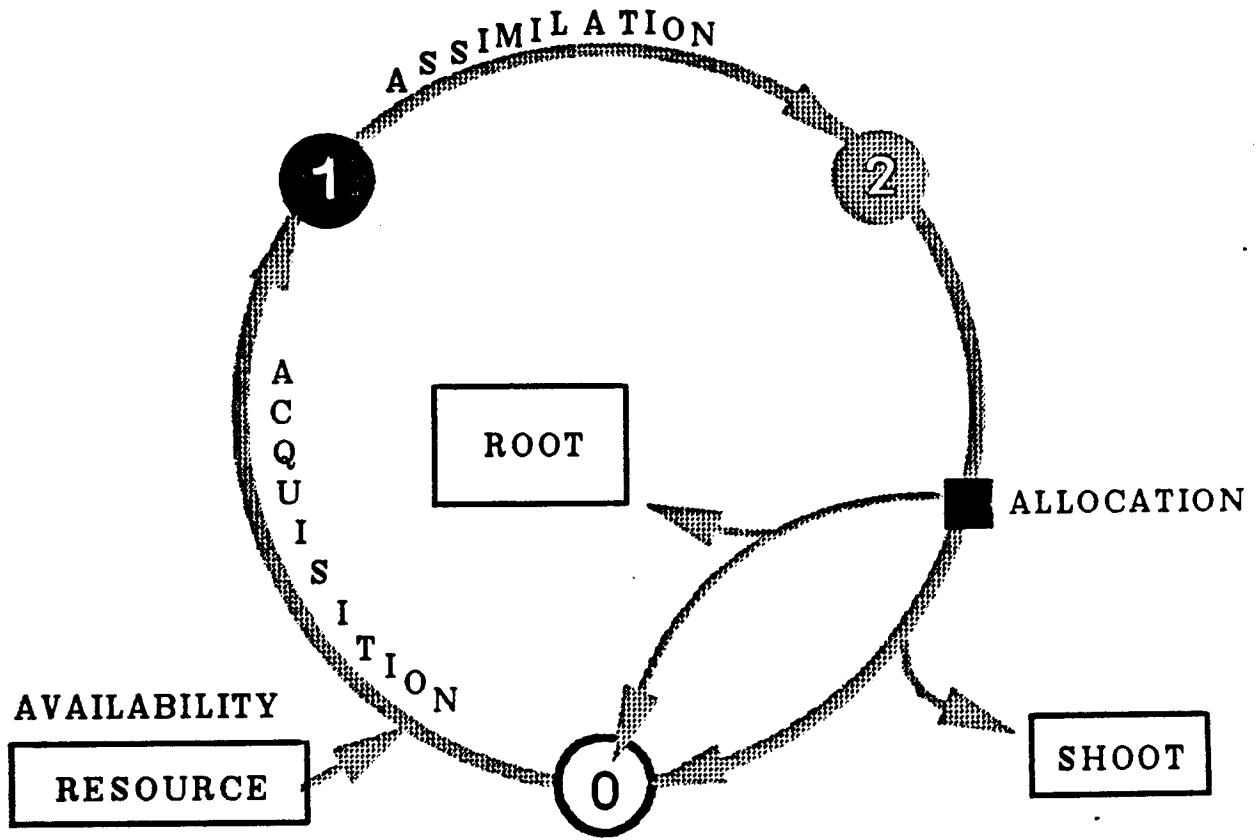 ASSIMILATION
1
2
ACQUISITION
ROOT
ALLOCATION
AVAILABILITY
RESOURCE
0
SHOOT